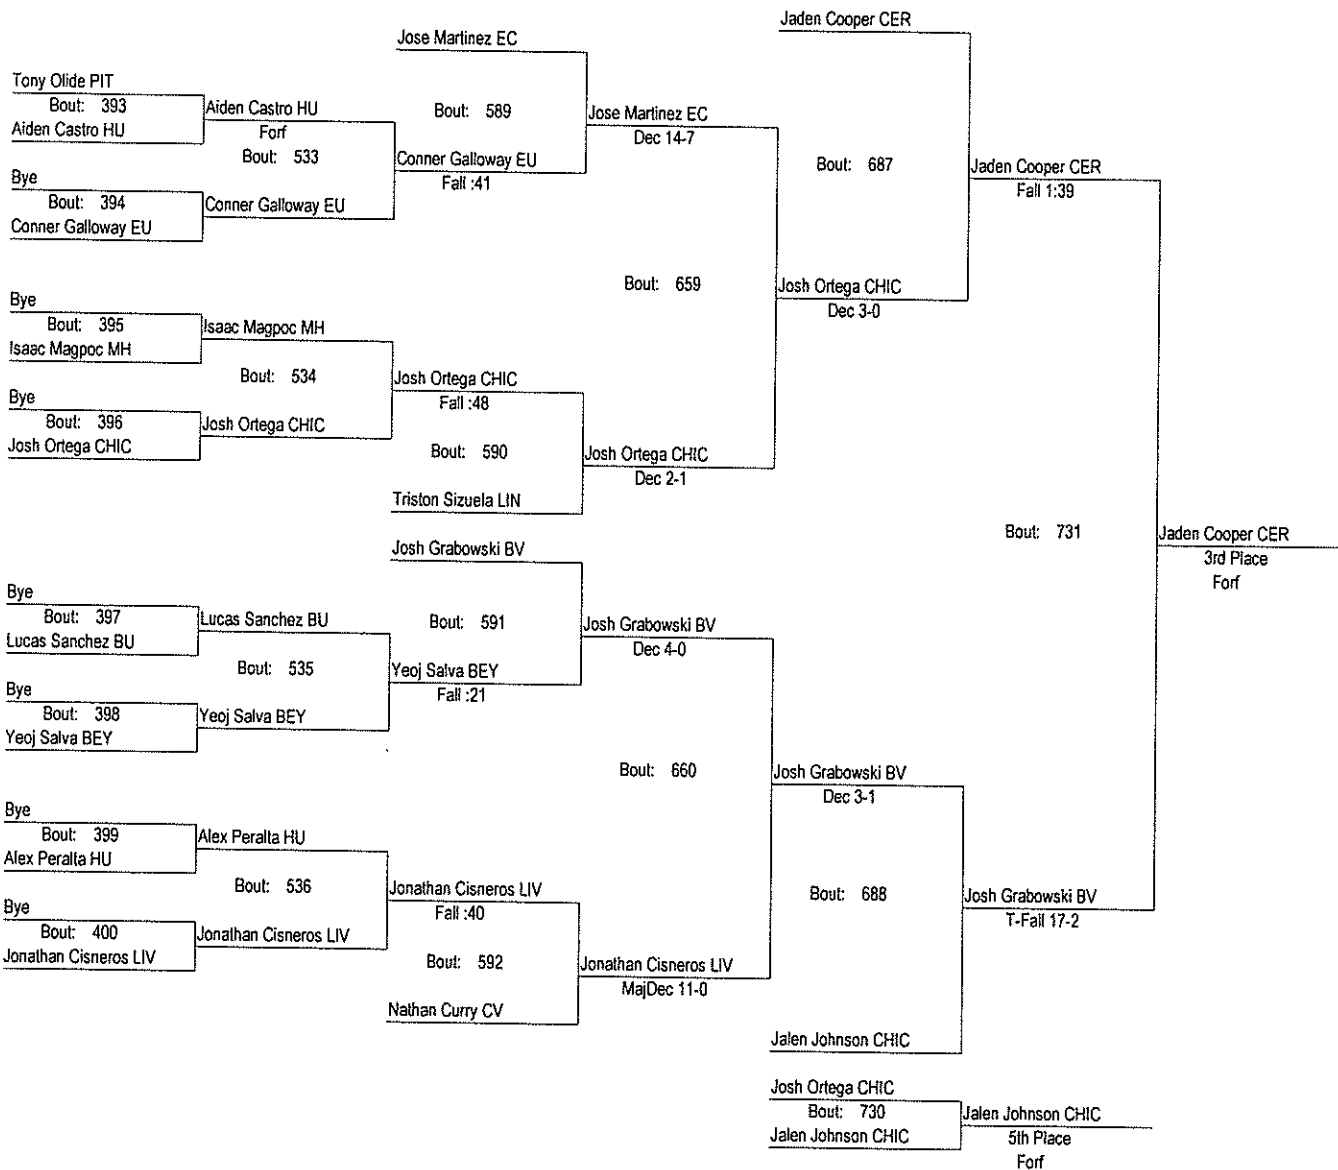 Jaden Cooper CER
Jose Martinez EC
Tony Olide PIT
Bout: 393
Aiden Castro HU
Aiden Castro HU
Forf
Bout: 533
Bout: 589
Jose Martinez EC
Dec 14-7
Conner Galloway EU
Fall :41
Bye
Bout: 394
Conner Galloway EU
Conner Galloway EU
Bout: 687
Jaden Cooper CER
Fall 1:39
Bout: 659
Josh Ortega CHIC
Dec 3-0
Bye
Bout: 395
Isaac Magpoc MH
Isaac Magpoc MH
Bout: 534
Josh Ortega CHIC
Fall :48
Bye
Bout: 396
Josh Ortega CHIC
Josh Ortega CHIC
Bout: 590
Josh Ortega CHIC
Dec 2-1
Triston Sizuela LIN
Bout: 731
Jaden Cooper CER
3rd Place
Forf
Josh Grabowski BV
Bye
Bout: 397
Lucas Sanchez BU
Lucas Sanchez BU
Bout: 591
Josh Grabowski BV
Dec 4-0
Bout: 535
Yeoj Salva BEY
Fall :21
Bye
Bout: 398
Yeoj Salva BEY
Yeoj Salva BEY
Bout: 660
Josh Grabowski BV
Dec 3-1
Bye
Bout: 399
Alex Peralta HU
Alex Peralta HU
Bout: 536
Jonathan Cisneros LIV
Fall :40
Bout: 688
Josh Grabowski BV
T-Fall 17-2
Bye
Bout: 400
Jonathan Cisneros LIV
Jonathan Cisneros LIV
Bout: 592
Jonathan Cisneros LIV
MajDec 11-0
Nathan Curry CV
Jalen Johnson CHIC
Josh Ortega CHIC
Bout: 730
Jalen Johnson CHIC
Jalen Johnson CHIC
5th Place
Forf